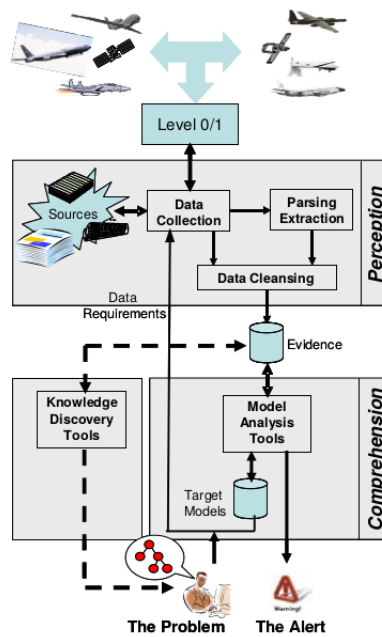 Level 0/1
Sources
Data
Collection
Parsing
Extraction
Data Cleansing
Perception
Data
Requirements
Evidence
Knowledge
Discovery
Tools
Model
Analysis
Tools
Target
Models
Comprehension
Warning!
The Problem
The Alert